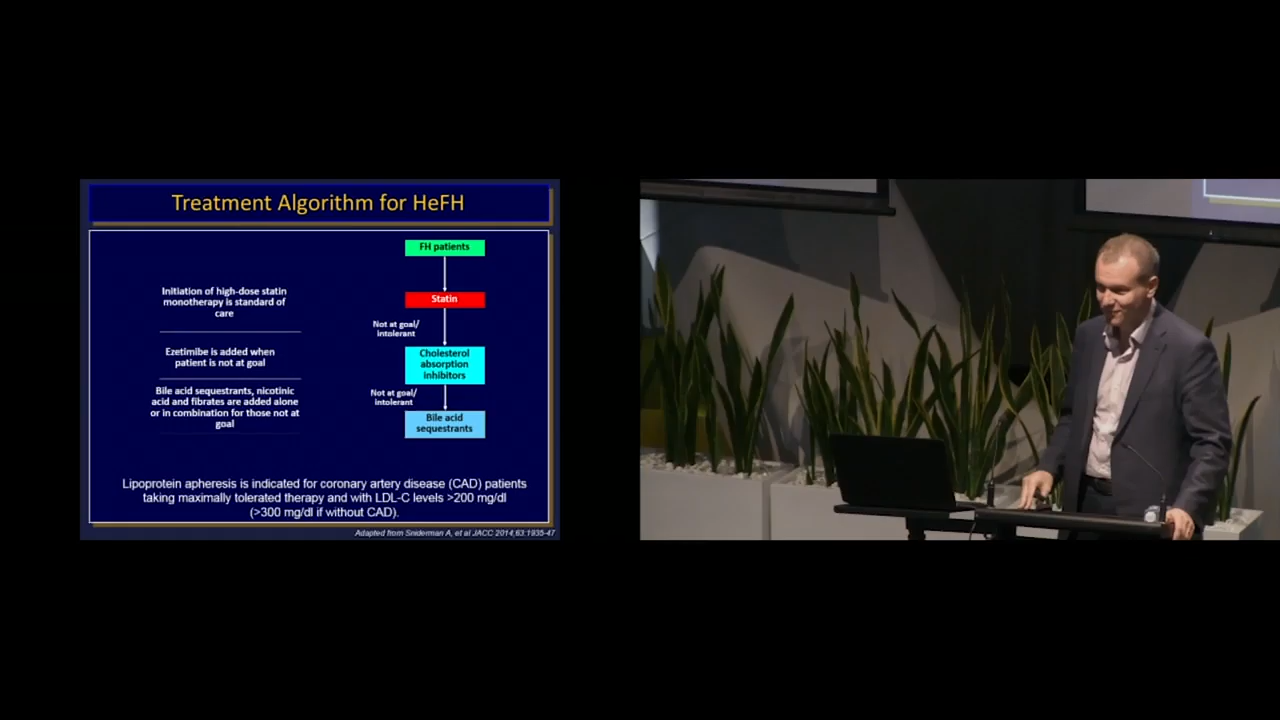 Treatment Algorithm for HeFH
FH patients
Initiation of high-dose statin
monotherapy is standard of
care
Statin
Not at goal/
intolerant
Ezetimibe is added when
patient is not at goal
Cholesterol
absorption
inhibitors
Not at goal/
intolerant
Bile acid sequestrants, nicotinic
acid and fibrates are added alone
or in combination for those not at
goal
Bile acid
sequestrants
Lipoprotein apheresis is indicated for coronary artery disease (CAD) patients
taking maximally tolerated therapy and with LDL-C levels >200 mg/dl
(>300 mg/dl if without CAD).
Adapted from Sniderman A, et al JACC 2014;63:1935-47